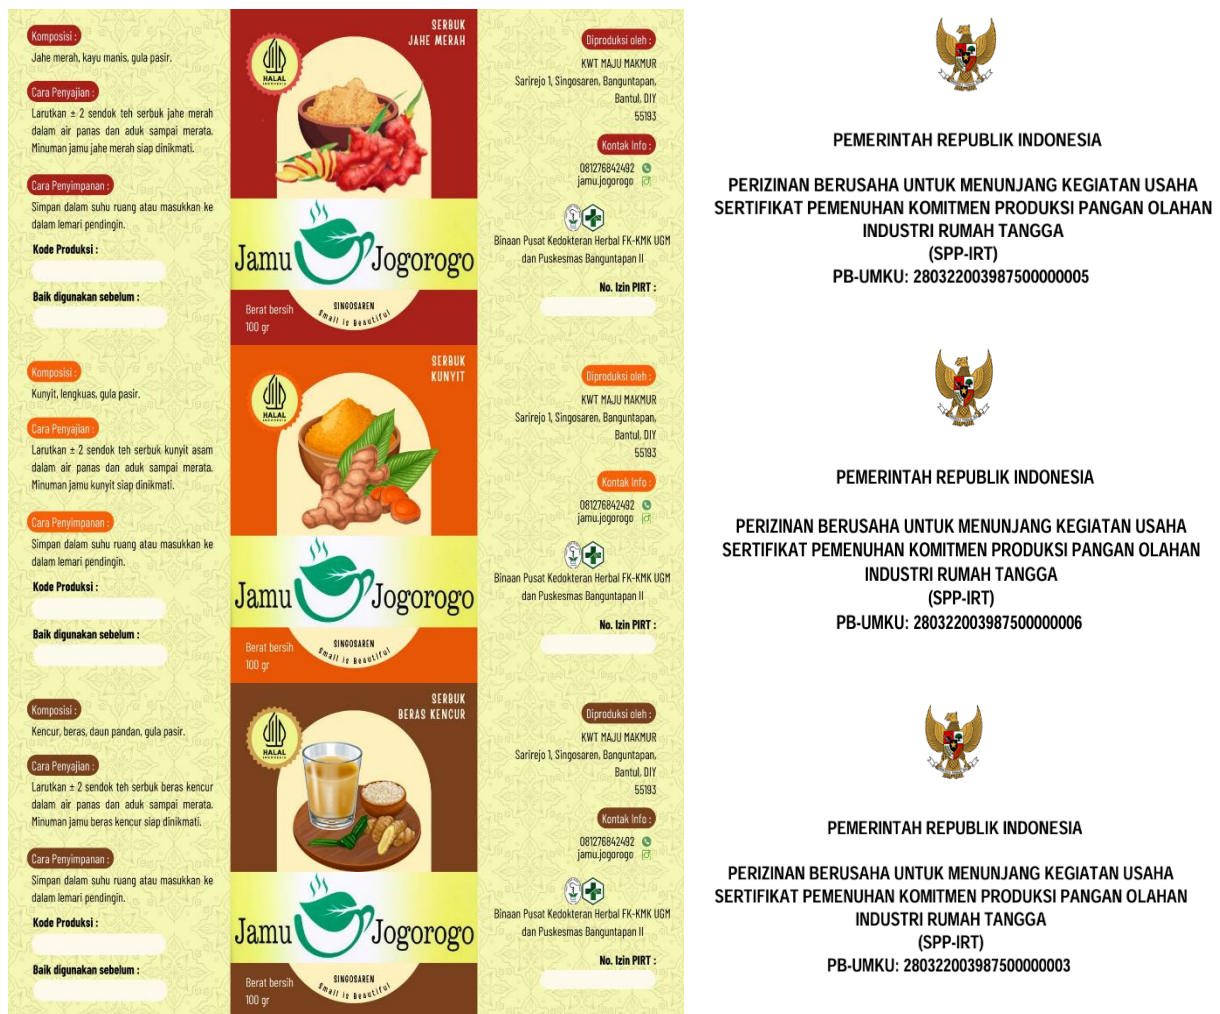 Komposisi :
Jahe merah, kayu manis, gula pasir.
Cara Penyajian :
Larutkan ± 2 sendok teh serbuk jahe merah
dalam air panas dan aduk sampai merata.
Minuman jamu jahe merah siap dinikmati.
Cara Penyimpanan :
Simpan dalam suhu ruang atau masukkan ke
dalam lemari pendingin.
Kode Produksi :
Baik digunakan sebelum :
SERBUK
JAHE MERAH
HALAL
INDONESIA
Jamu Jogorogo
SINGOSAREN
Small is Beautiful
Berat bersih
100 gr
Diproduksi oleh :
KWT MAJU MAKMUR
Sarirejo 1, Singosaren, Banguntapan,
Bantul, DIY
55193
Kontak Info :
081276842492
jamu.jogorogo
Binaan Pusat Kedokteran Herbal FK-KMK UGM
dan Puskesmas Banguntapan II
No. Izin PIRT :
PEMERINTAH REPUBLIK INDONESIA
PERIZINAN BERUSAHA UNTUK MENUNJANG KEGIATAN USAHA
SERTIFIKAT PEMENUHAN KOMITMEN PRODUKSI PANGAN OLAHAN
INDUSTRI RUMAH TANGGA
(SPP-IRT)
PB-UMKU: 280322003987500000005
Komposisi :
Kunyit, lengkuas, gula pasir.
Cara Penyajian :
Larutkan ± 2 sendok teh serbuk kunyit asam
dalam air panas dan aduk sampai merata.
Minuman jamu kunyit siap dinikmati.
Cara Penyimpanan :
Simpan dalam suhu ruang atau masukkan ke
dalam lemari pendingin.
Kode Produksi :
Baik digunakan sebelum :
SERBUK
KUNYIT
HALAL
INDONESIA
Jamu Jogorogo
SINGOSAREN
Small is Beautiful
Berat bersih
100 gr
Diproduksi oleh :
KWT MAJU MAKMUR
Sarirejo 1, Singosaren, Banguntapan,
Bantul, DIY
55193
Kontak Info :
081276842492
jamu.jogorogo
Binaan Pusat Kedokteran Herbal FK-KMK UGM
dan Puskesmas Banguntapan II
No. Izin PIRT :
PEMERINTAH REPUBLIK INDONESIA
PERIZINAN BERUSAHA UNTUK MENUNJANG KEGIATAN USAHA
SERTIFIKAT PEMENUHAN KOMITMEN PRODUKSI PANGAN OLAHAN
INDUSTRI RUMAH TANGGA
(SPP-IRT)
PB-UMKU: 280322003987500000006
Komposisi :
Kencur, beras, daun pandan, gula pasir.
Cara Penyajian :
Larutkan ± 2 sendok teh serbuk beras kencur
dalam air panas dan aduk sampai merata.
Minuman jamu beras kencur siap dinikmati.
Cara Penyimpanan :
Simpan dalam suhu ruang atau masukkan ke
dalam lemari pendingin.
Kode Produksi :
Baik digunakan sebelum :
SERBUK
BERAS KENCUR
HALAL
INDONESIA
Jamu Jogorogo
SINGOSAREN
Small is Beautiful
Berat bersih
100 gr
Diproduksi oleh :
KWT MAJU MAKMUR
Sarirejo 1, Singosaren, Banguntapan,
Bantul, DIY
55193
Kontak Info :
081276842492
jamu.jogorogo
Binaan Pusat Kedokteran Herbal FK-KMK UGM
dan Puskesmas Banguntapan II
No. Izin PIRT :
PEMERINTAH REPUBLIK INDONESIA
PERIZINAN BERUSAHA UNTUK MENUNJANG KEGIATAN USAHA
SERTIFIKAT PEMENUHAN KOMITMEN PRODUKSI PANGAN OLAHAN
INDUSTRI RUMAH TANGGA
(SPP-IRT)
PB-UMKU: 280322003987500000003